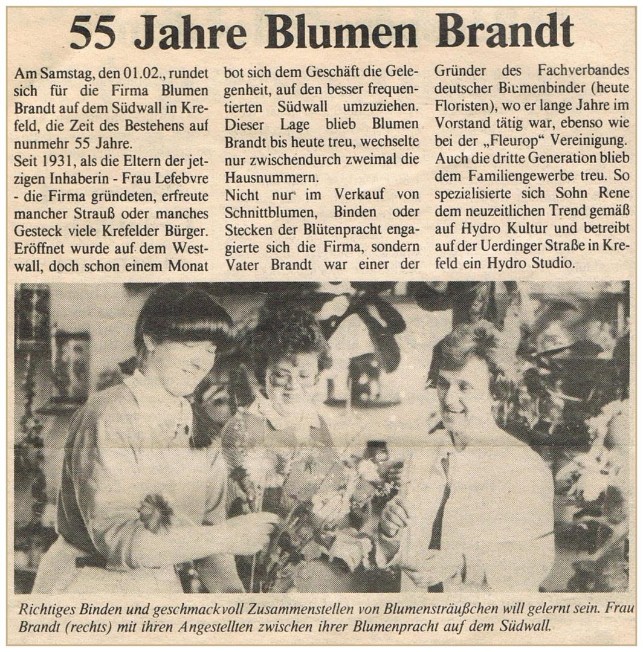 55 Jahre Blumen Brandt
Am Samstag, den 01.02., rundet
sich für die Firma Blumen
Brandt auf dem Südwall in Kre-
feld, die Zeit des Bestehens auf
nunmehr 55 Jahre.
Seit 1931, als die Eltern der jet-
zigen Inhaberin - Frau Lefebvre
- die Firma gründeten, erfreute
mancher Strauß oder manches
Gesteck viele Krefelder Bürger.
Eröffnet wurde auf dem West-
wall, doch schon einem Monat
bot sich dem Geschäft die Gele-
genheit, auf den besser frequen-
tierten Südwall umzuziehen.
Dieser Lage blieb Blumen
Brandt bis heute treu, wechselte
nur zwischendurch zweimal die
Hausnummern.
Nicht nur im Verkauf von
Schnittblumen, Binden oder
Stecken der Blütenpracht enga-
gierte sich die Firma, sondern
Vater Brandt war einer der
Gründer des Fachverbandes
deutscher Blumenbinder (heute
Floristen), wo er lange Jahre im
Vorstand tätig war, ebenso wie
bei der „Fleurop" Vereinigung.
Auch die dritte Generation blieb
dem Familiengewerbe treu. So
spezialisierte sich Sohn Rene
dem neuzeitlichen Trend gemäß
auf Hydro Kultur und betreibt
auf der Uerdinger Straße in Kre-
feld ein Hydro Studio.
Richtiges Binden und geschmackvoll Zusammenstellen von Blumensträußchen will gelernt sein. Frau
Brandt (rechts) mit ihren Angestellten zwischen ihrer Blumenpracht auf dem Südwall.